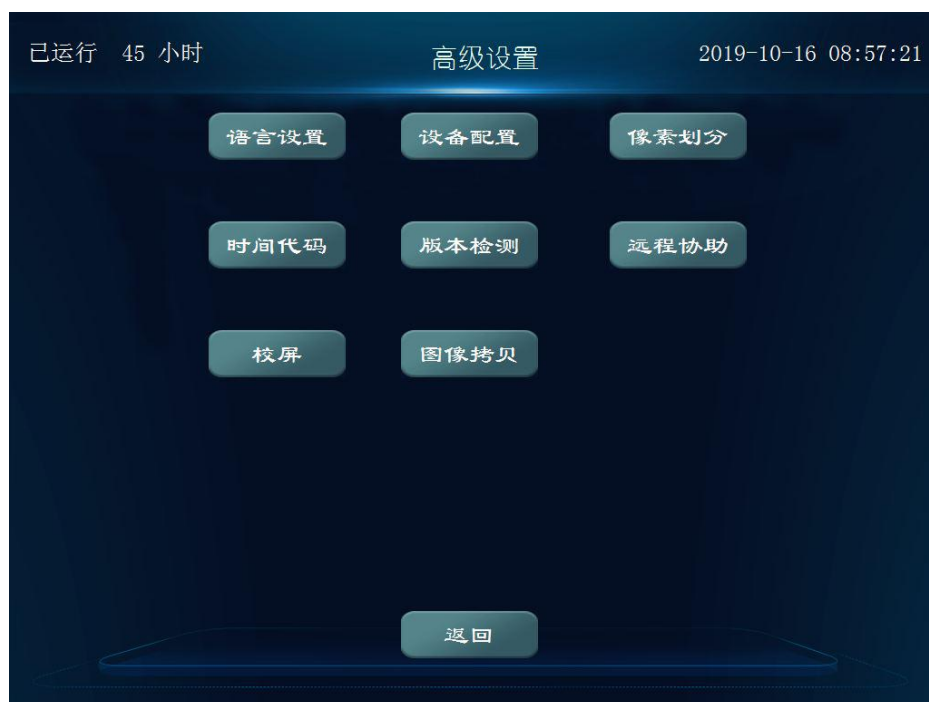 已运行 45 小时 高级设置 2019-10-16 08:57:21
语言设置 设备配置 像素划分
时间代码 版本检测 远程协助
校屏 图像拷贝
返回